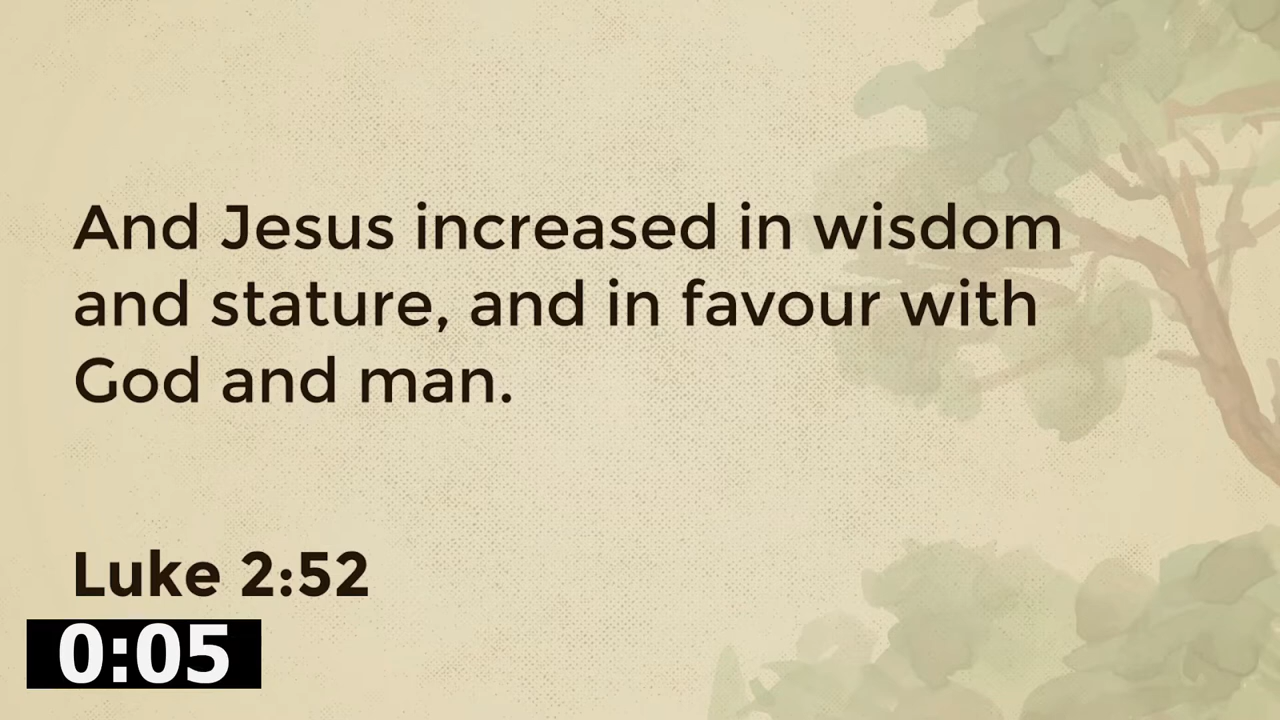 And Jesus increased in wisdom
and stature, and in favour with
God and man.
Luke 2:52
0:05